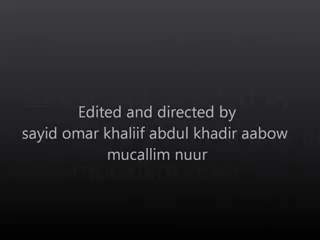 Edited and directed by
sayid omar khaliif abdul khadir aabow
mucallim nuur